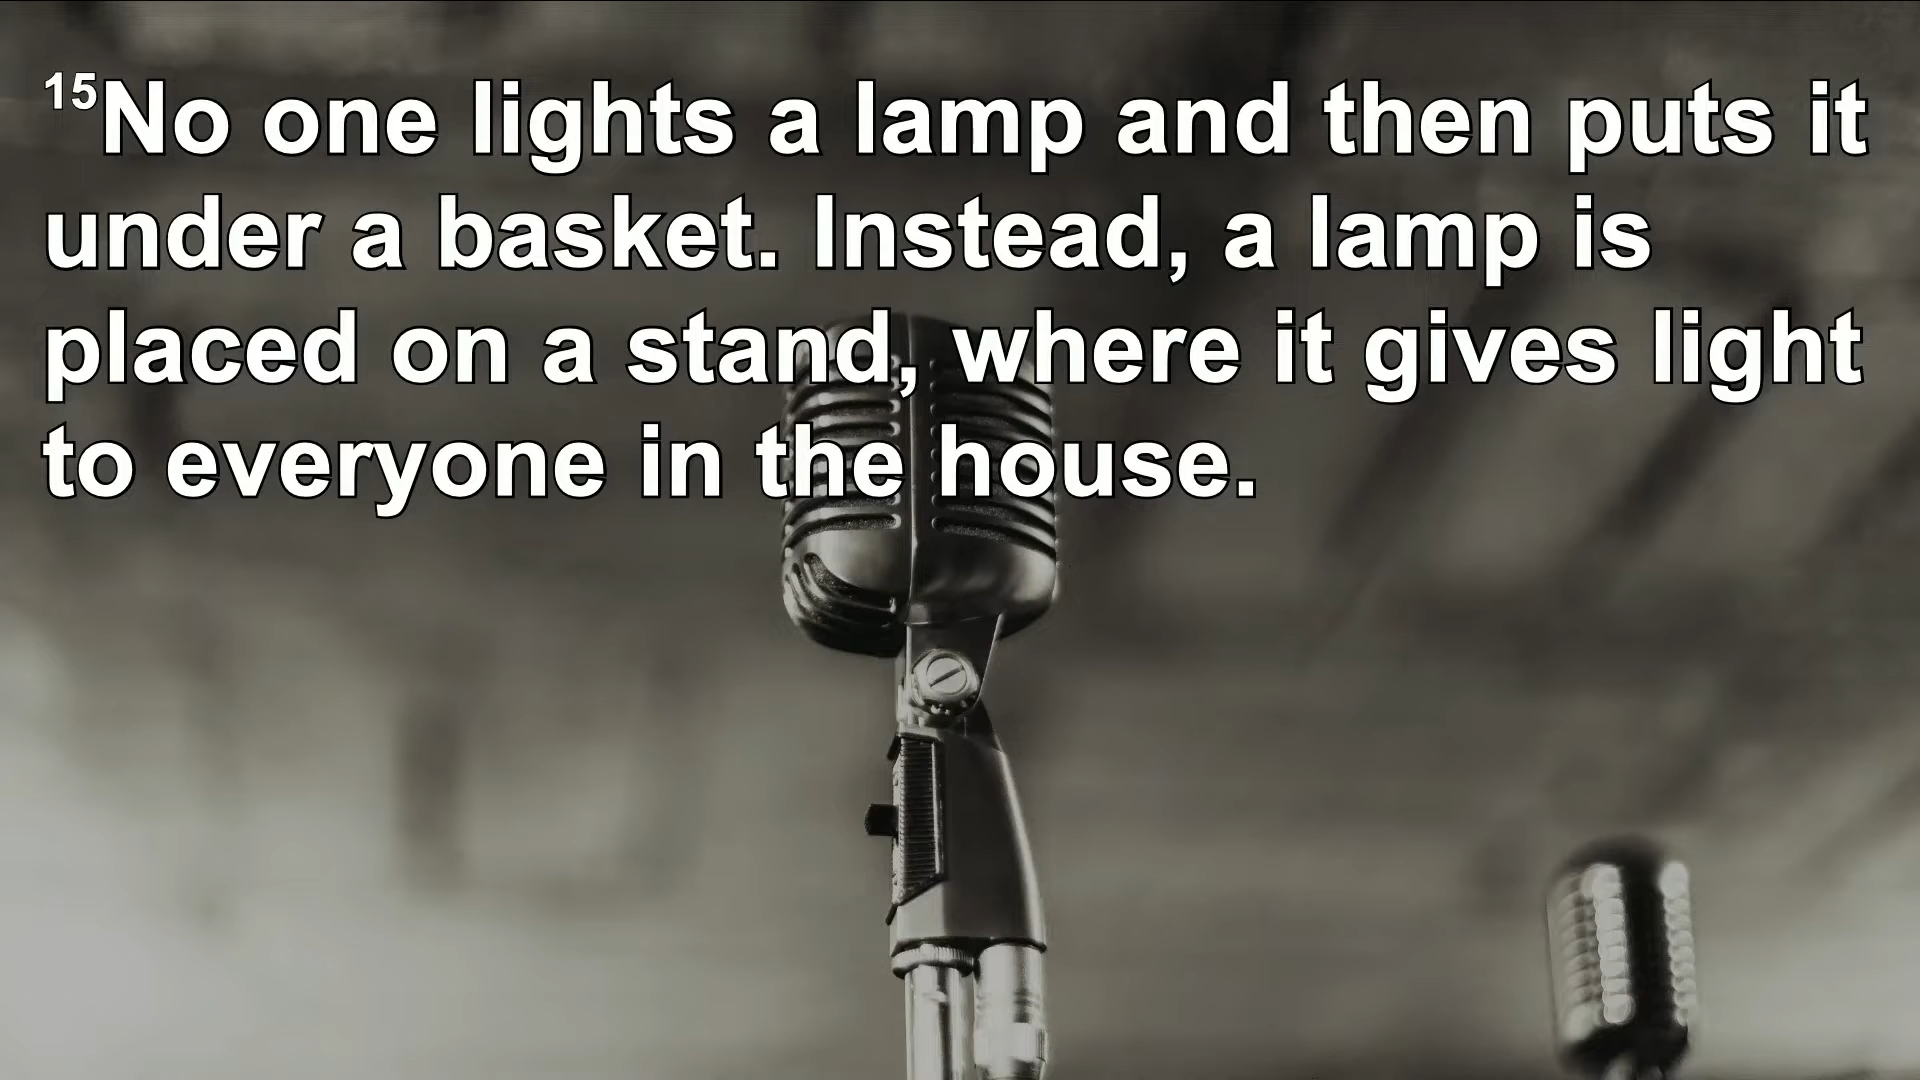 15No one lights a lamp and then puts it
under a basket. Instead, a lamp is
placed on a stand, where it gives light
to everyone in the house.